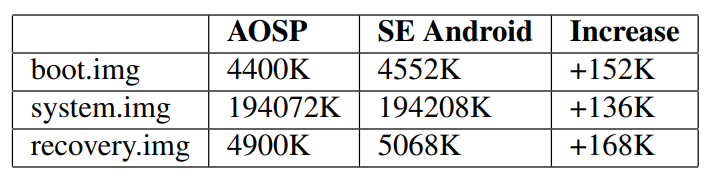 AOSP SE Android Increase
boot.img 4400K 4552K +152K
system.img 194072K 194208K +136K
recovery.img 4900K 5068K +168K